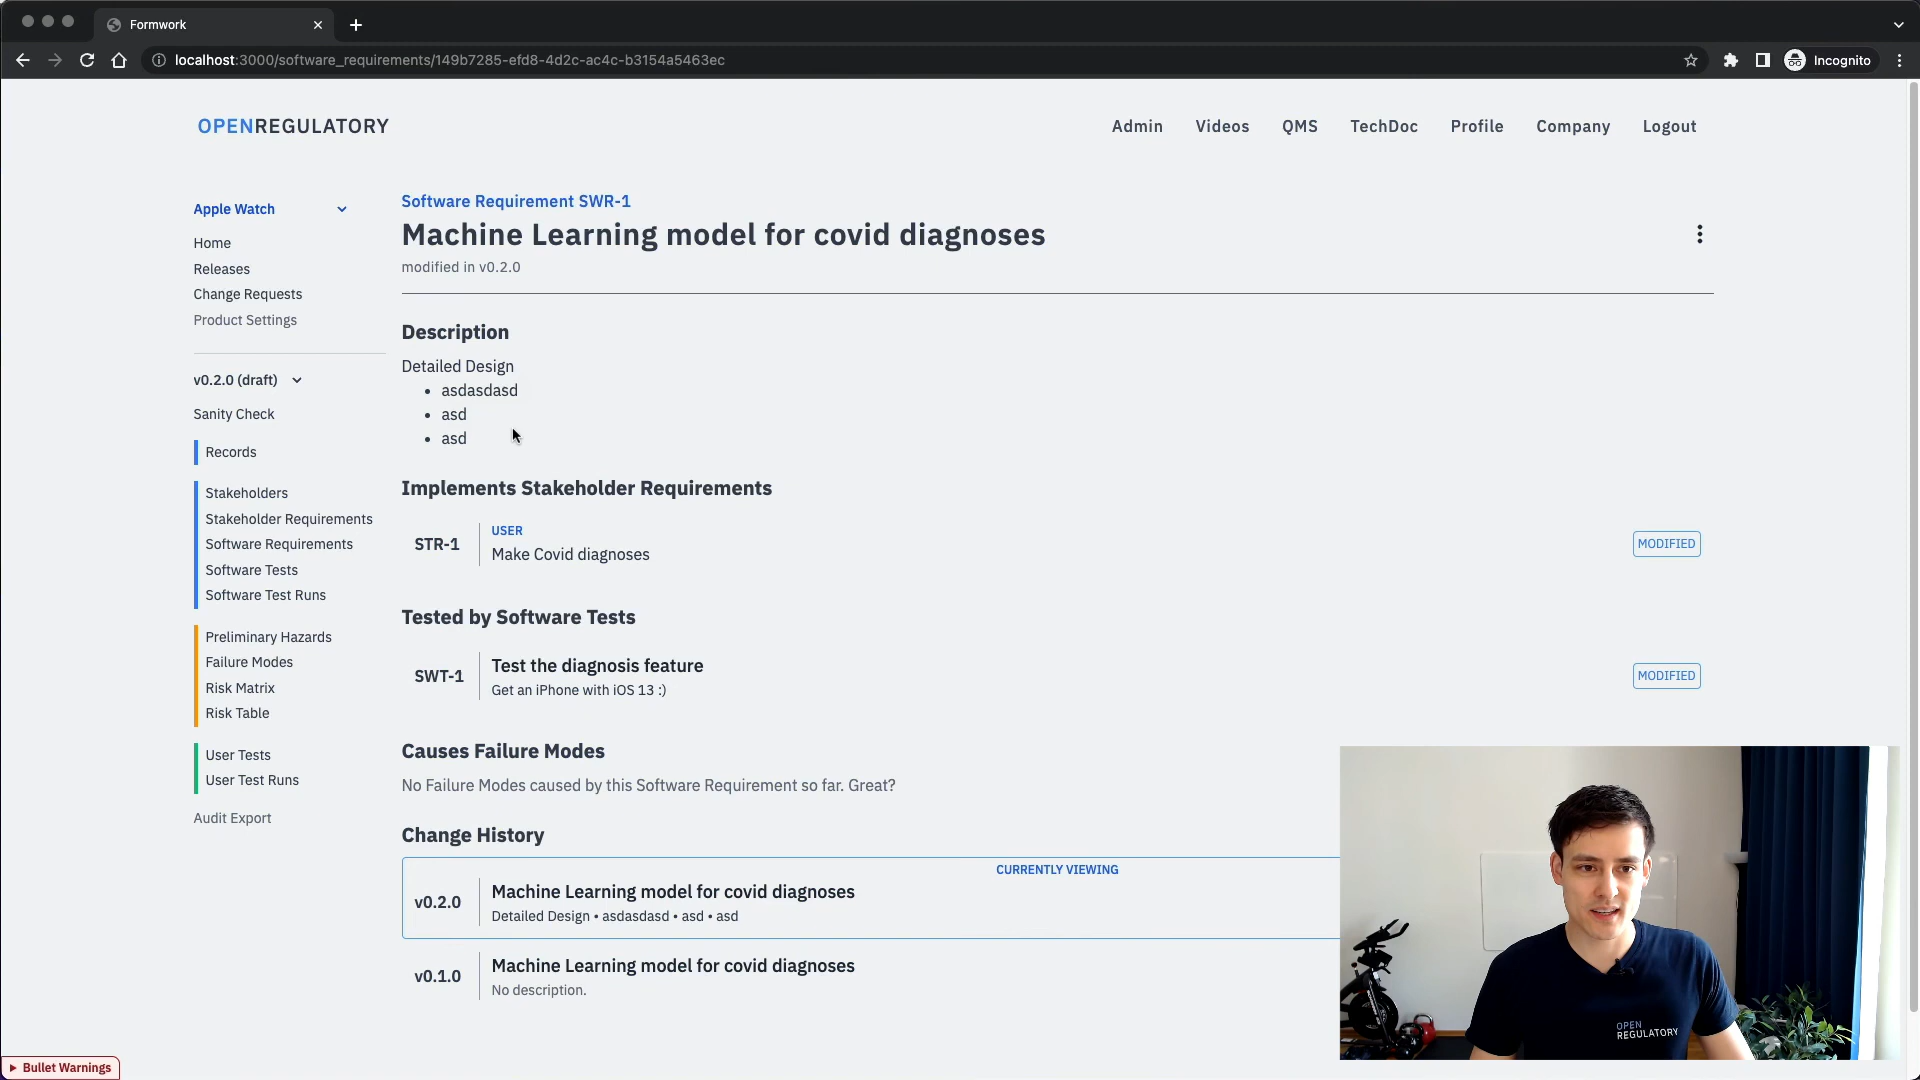 Formwork
localhost:3000/software_requirements/149b7285-efd8-4d2c-ac4c-b3154a5463ec
Incognito
OPENREGULATORY
Admin
Videos
QMS
TechDoc
Profile
Company
Logout
Apple Watch
Home
Releases
Change Requests
Product Settings
v0.2.0 (draft)
Sanity Check
Records
Stakeholders
Stakeholder Requirements
Software Requirements
Software Tests
Software Test Runs
Preliminary Hazards
Failure Modes
Risk Matrix
Risk Table
User Tests
User Test Runs
Audit Export
Software Requirement SWR-1
Machine Learning model for covid diagnoses
modified in v0.2.0
Description
Detailed Design
• asdasdasd
• asd
• asd
Implements Stakeholder Requirements
STR-1
USER
Make Covid diagnoses
MODIFIED
Tested by Software Tests
SWT-1
Test the diagnosis feature
Get an iPhone with iOS 13 :)
MODIFIED
Causes Failure Modes
No Failure Modes caused by this Software Requirement so far. Great?
Change History
CURRENTLY VIEWING
v0.2.0
Machine Learning model for covid diagnoses
Detailed Design • asdasdasd • asd • asd
v0.1.0
Machine Learning model for covid diagnoses
No description.
OPEN
REGULATORY
Bullet Warnings